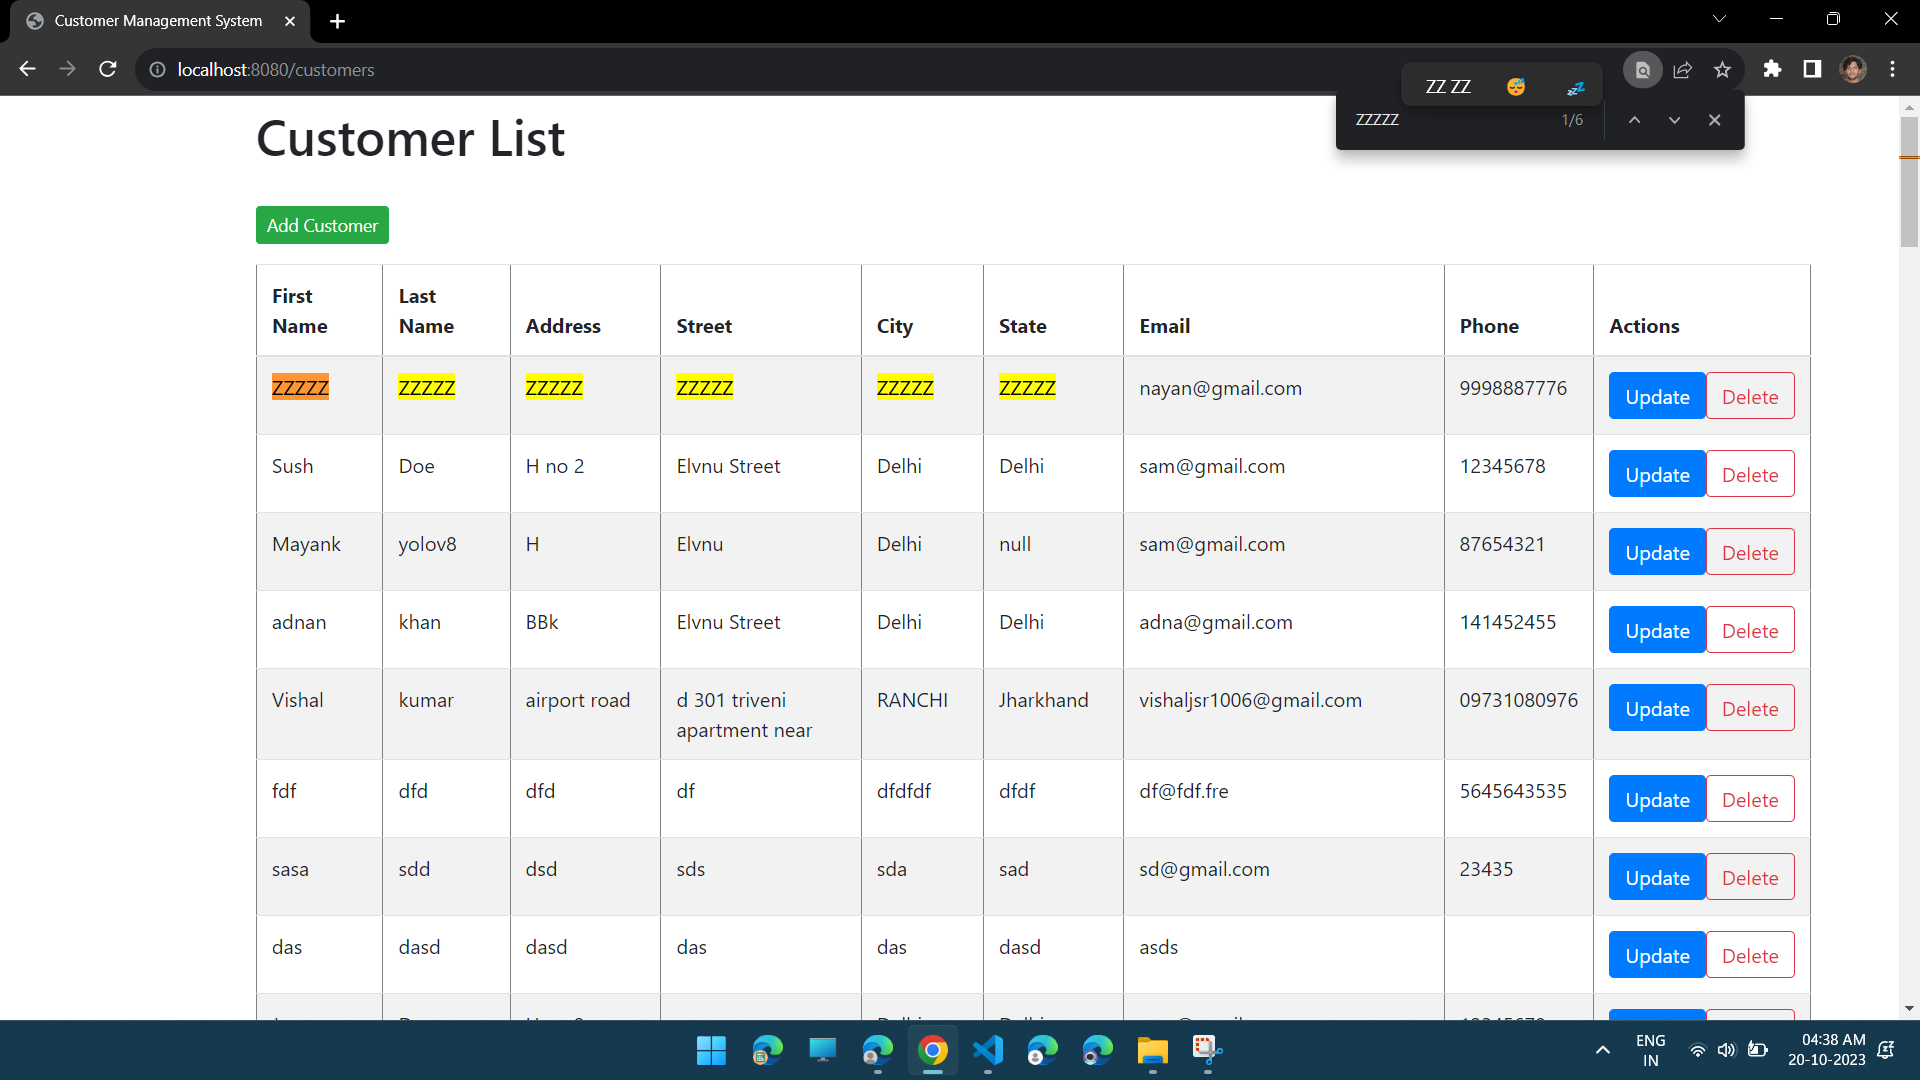 Customer Management System
localhost:8080/customers
ZZ ZZ 😴 💤
ZZZZZ 1/6
Customer List
Add Customer
First Name Last Name Address Street City State Email Phone Actions
ZZZZZ ZZZZZ ZZZZZ ZZZZZ ZZZZZ ZZZZZ nayan@gmail.com 9998887776 Update Delete
Sush Doe H no 2 Elvnu Street Delhi Delhi sam@gmail.com 12345678 Update Delete
Mayank yolov8 H Elvnu Delhi null sam@gmail.com 87654321 Update Delete
adnan khan BBk Elvnu Street Delhi Delhi adna@gmail.com 141452455 Update Delete
Vishal kumar airport road d 301 triveni apartment near RANCHI Jharkhand vishaljsr1006@gmail.com 09731080976 Update Delete
fdf dfd dfd df dfdfdf dfdf df@fdf.fre 5645643535 Update Delete
sasa sdd dsd sds sda sad sd@gmail.com 23435 Update Delete
das dasd dasd das das dasd asds Update Delete
ENG 04:38 AM
IN 20-10-2023